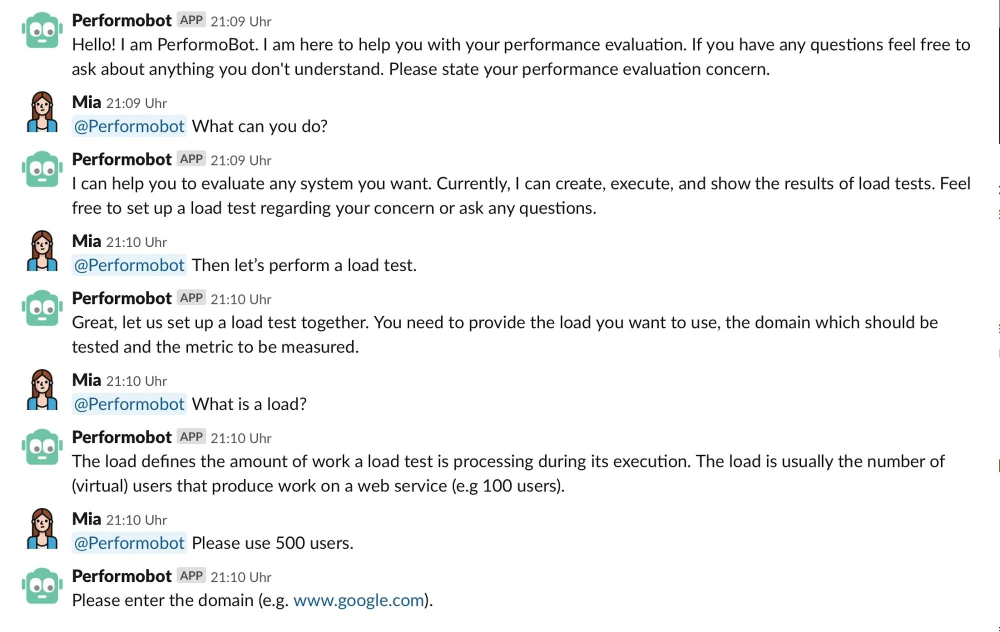 Performobot APP 21:09 Uhr
Hello! I am PerformoBot. I am here to help you with your performance evaluation. If you have any questions feel free to
ask about anything you don't understand. Please state your performance evaluation concern.
Mia 21:09 Uhr
@Performobot What can you do?
Performobot APP 21:09 Uhr
I can help you to evaluate any system you want. Currently, I can create, execute, and show the results of load tests. Feel
free to set up a load test regarding your concern or ask any questions.
Mia 21:10 Uhr
@Performobot Then let’s perform a load test.
Performobot APP 21:10 Uhr
Great, let us set up a load test together. You need to provide the load you want to use, the domain which should be
tested and the metric to be measured.
Mia 21:10 Uhr
@Performobot What is a load?
Performobot APP 21:10 Uhr
The load defines the amount of work a load test is processing during its execution. The load is usually the number of
(virtual) users that produce work on a web service (e.g 100 users).
Mia 21:10 Uhr
@Performobot Please use 500 users.
Performobot APP 21:10 Uhr
Please enter the domain (e.g. www.google.com).